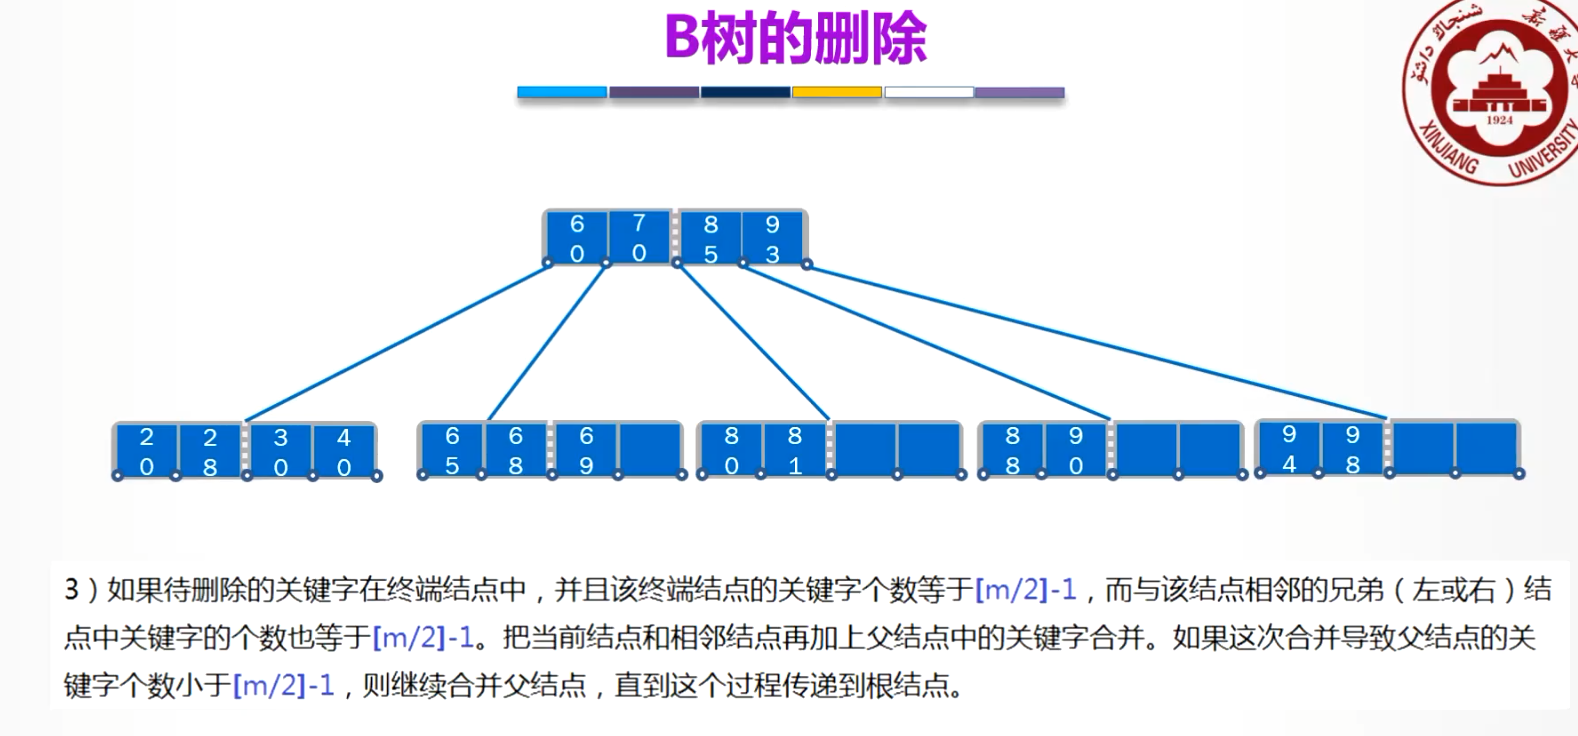 B树的删除
شىنجاڭ داشۆ
新疆大学
1924
XINJIANG UNIVERSITY
60 70 85 93
20 28 30 40
65 68 69
80 81
88 90
94 98
3）如果待删除的关键字在终端结点中，并且该终端结点的关键字个数等于[m/2]-1，而与该结点相邻的兄弟（左或右）结
点中关键字的个数也等于[m/2]-1。把当前结点和相邻结点再加上父结点中的关键字合并。如果这次合并导致父结点的关
键字个数小于[m/2]-1，则继续合并父结点，直到这个过程传递到根结点。